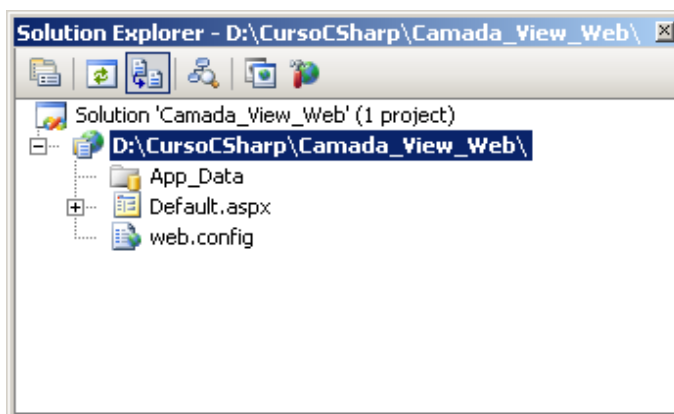 Solution Explorer - D:\CursoCSharp\Camada_View_Web\
Solution 'Camada_View_Web' (1 project)
D:\CursoCSharp\Camada_View_Web\
App_Data
Default.aspx
web.config